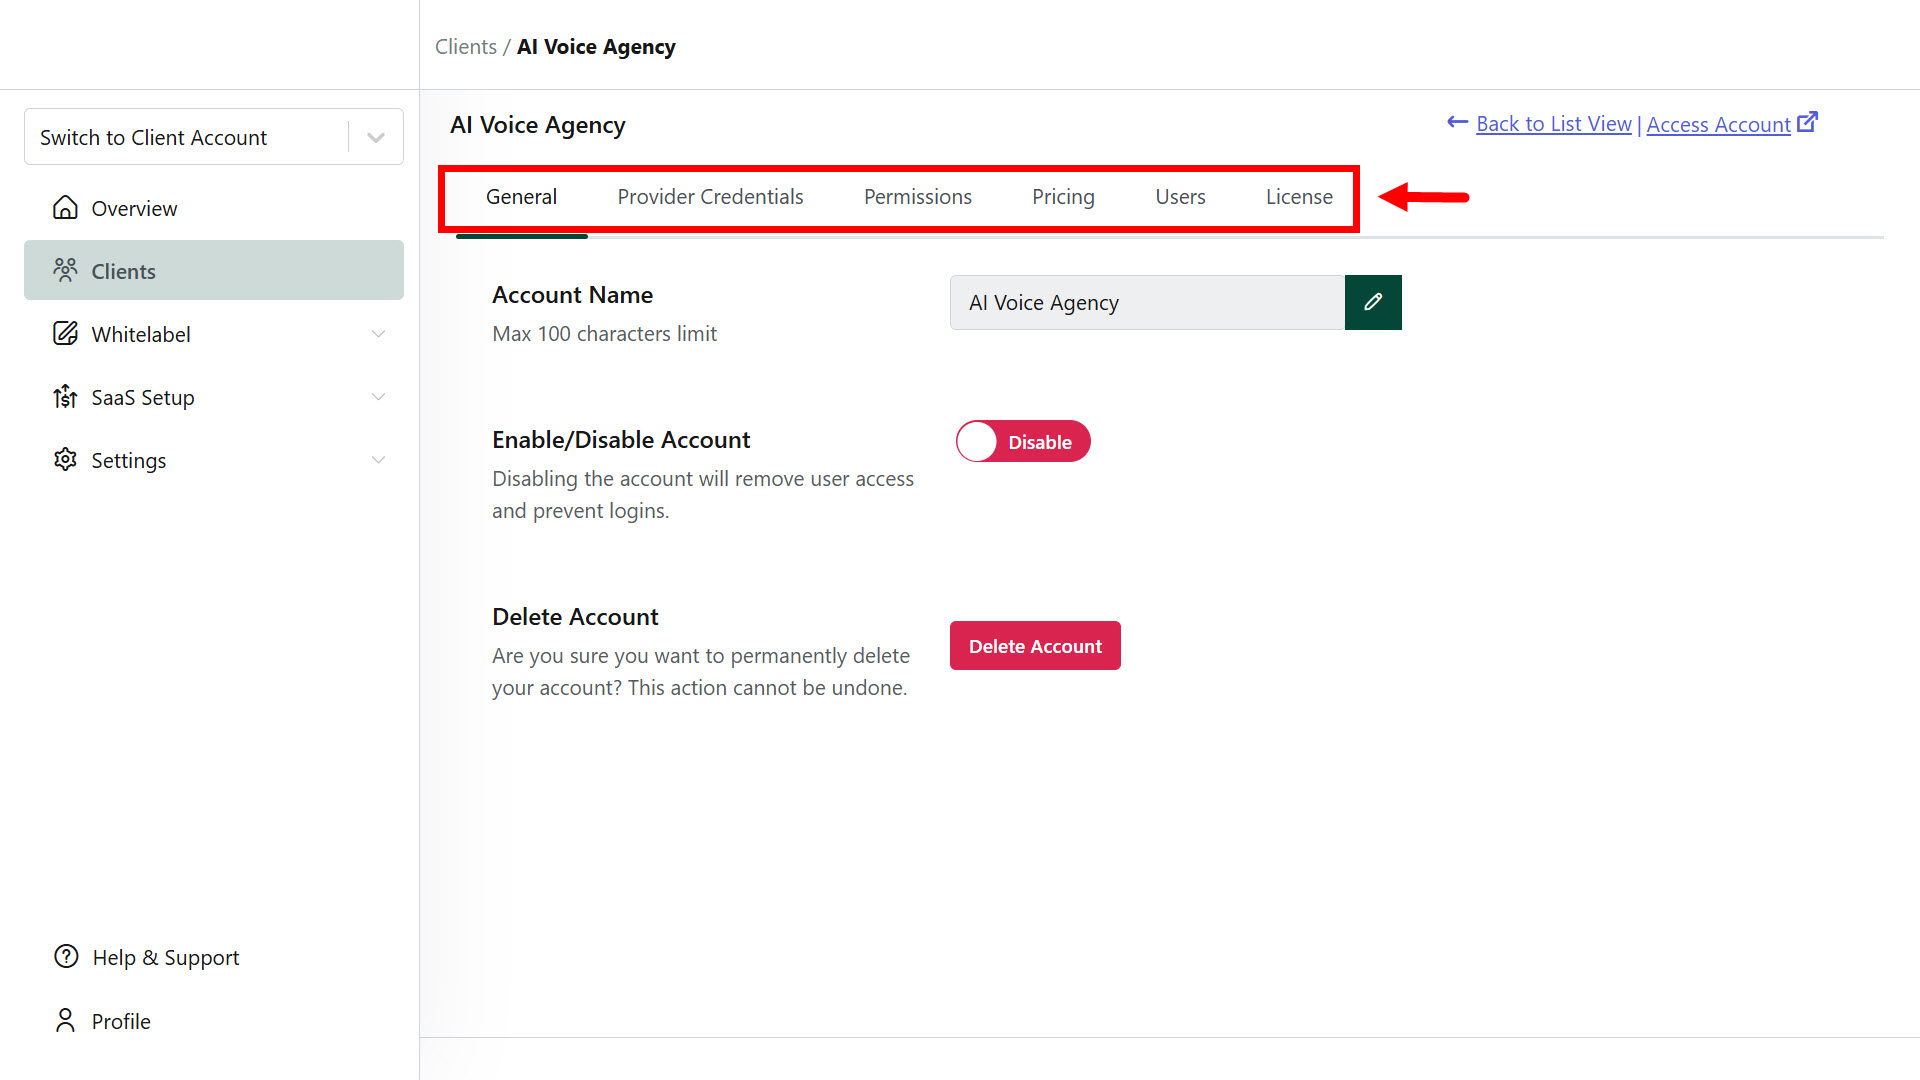 Clients / AI Voice Agency
Switch to Client Account
Overview
Clients
Whitelabel
SaaS Setup
Settings
Help & Support
Profile
AI Voice Agency
Back to List View | Access Account
General Provider Credentials Permissions Pricing Users License
Account Name
Max 100 characters limit
AI Voice Agency
Enable/Disable Account
Disabling the account will remove user access
and prevent logins.
Disable
Delete Account
Are you sure you want to permanently delete
your account? This action cannot be undone.
Delete Account